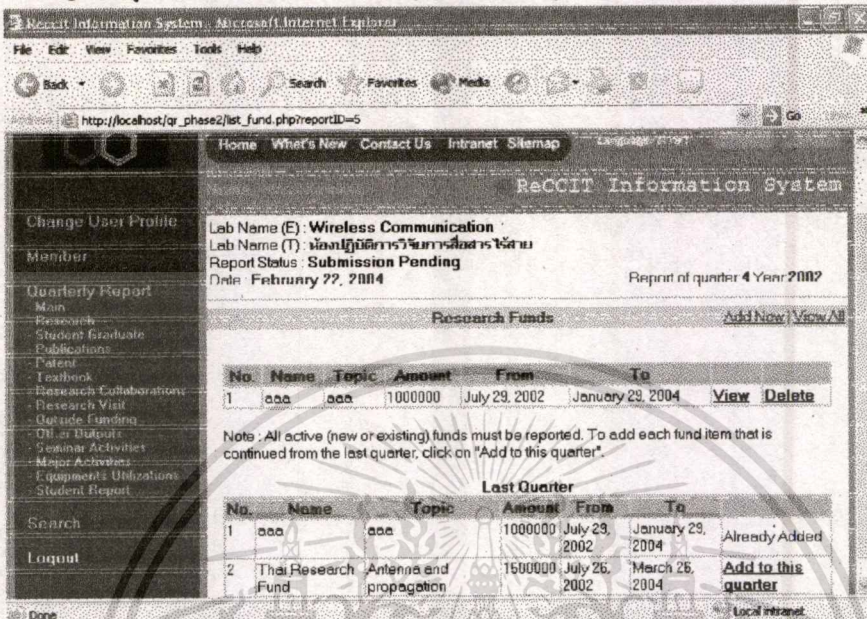 Reccit Information System - Microsoft Internet Explorer
File Edit View Favorites Tools Help
Back Search Favorites Media
http://localhost/qr_phase2/list_fund.php?reportID=5 Go
Home What's New Contact Us Intranet Sitemap
ReCCIT Information System
Change User Profile
Member
Quarterly Report
Main
- Research
- Student Graduate
- Publications
- Patent
- Textbook
- Research Collaborations
- Research Visit
- Outside Funding
- Other Outputs
- Seminar Activities
- Major Activities
- Equipments Utilizations
- Student Report
Search
Logout
Lab Name (E) : Wireless Communication
Lab Name (T) : ห้องปฏิบัติการวิจัยการสื่อสารไร้สาย
Report Status : Submission Pending
Date : February 22, 2004 Report of quarter 4 Year 2002
Research Funds Add New | View All
No. Name Topic Amount From To
1 aaa aaa 1000000 July 29, 2002 January 29, 2004 View Delete
Note : All active (new or existing) funds must be reported. To add each fund item that is
continued from the last quarter, click on "Add to this quarter".
Last Quarter
No. Name Topic Amount From To
1 aaa aaa 1000000 July 29, 2002 January 29, 2004 Already Added
2 Thai Research Fund Antenna and propagation 1500000 July 26, 2002 March 26, 2004 Add to this quarter
Done Local intranet